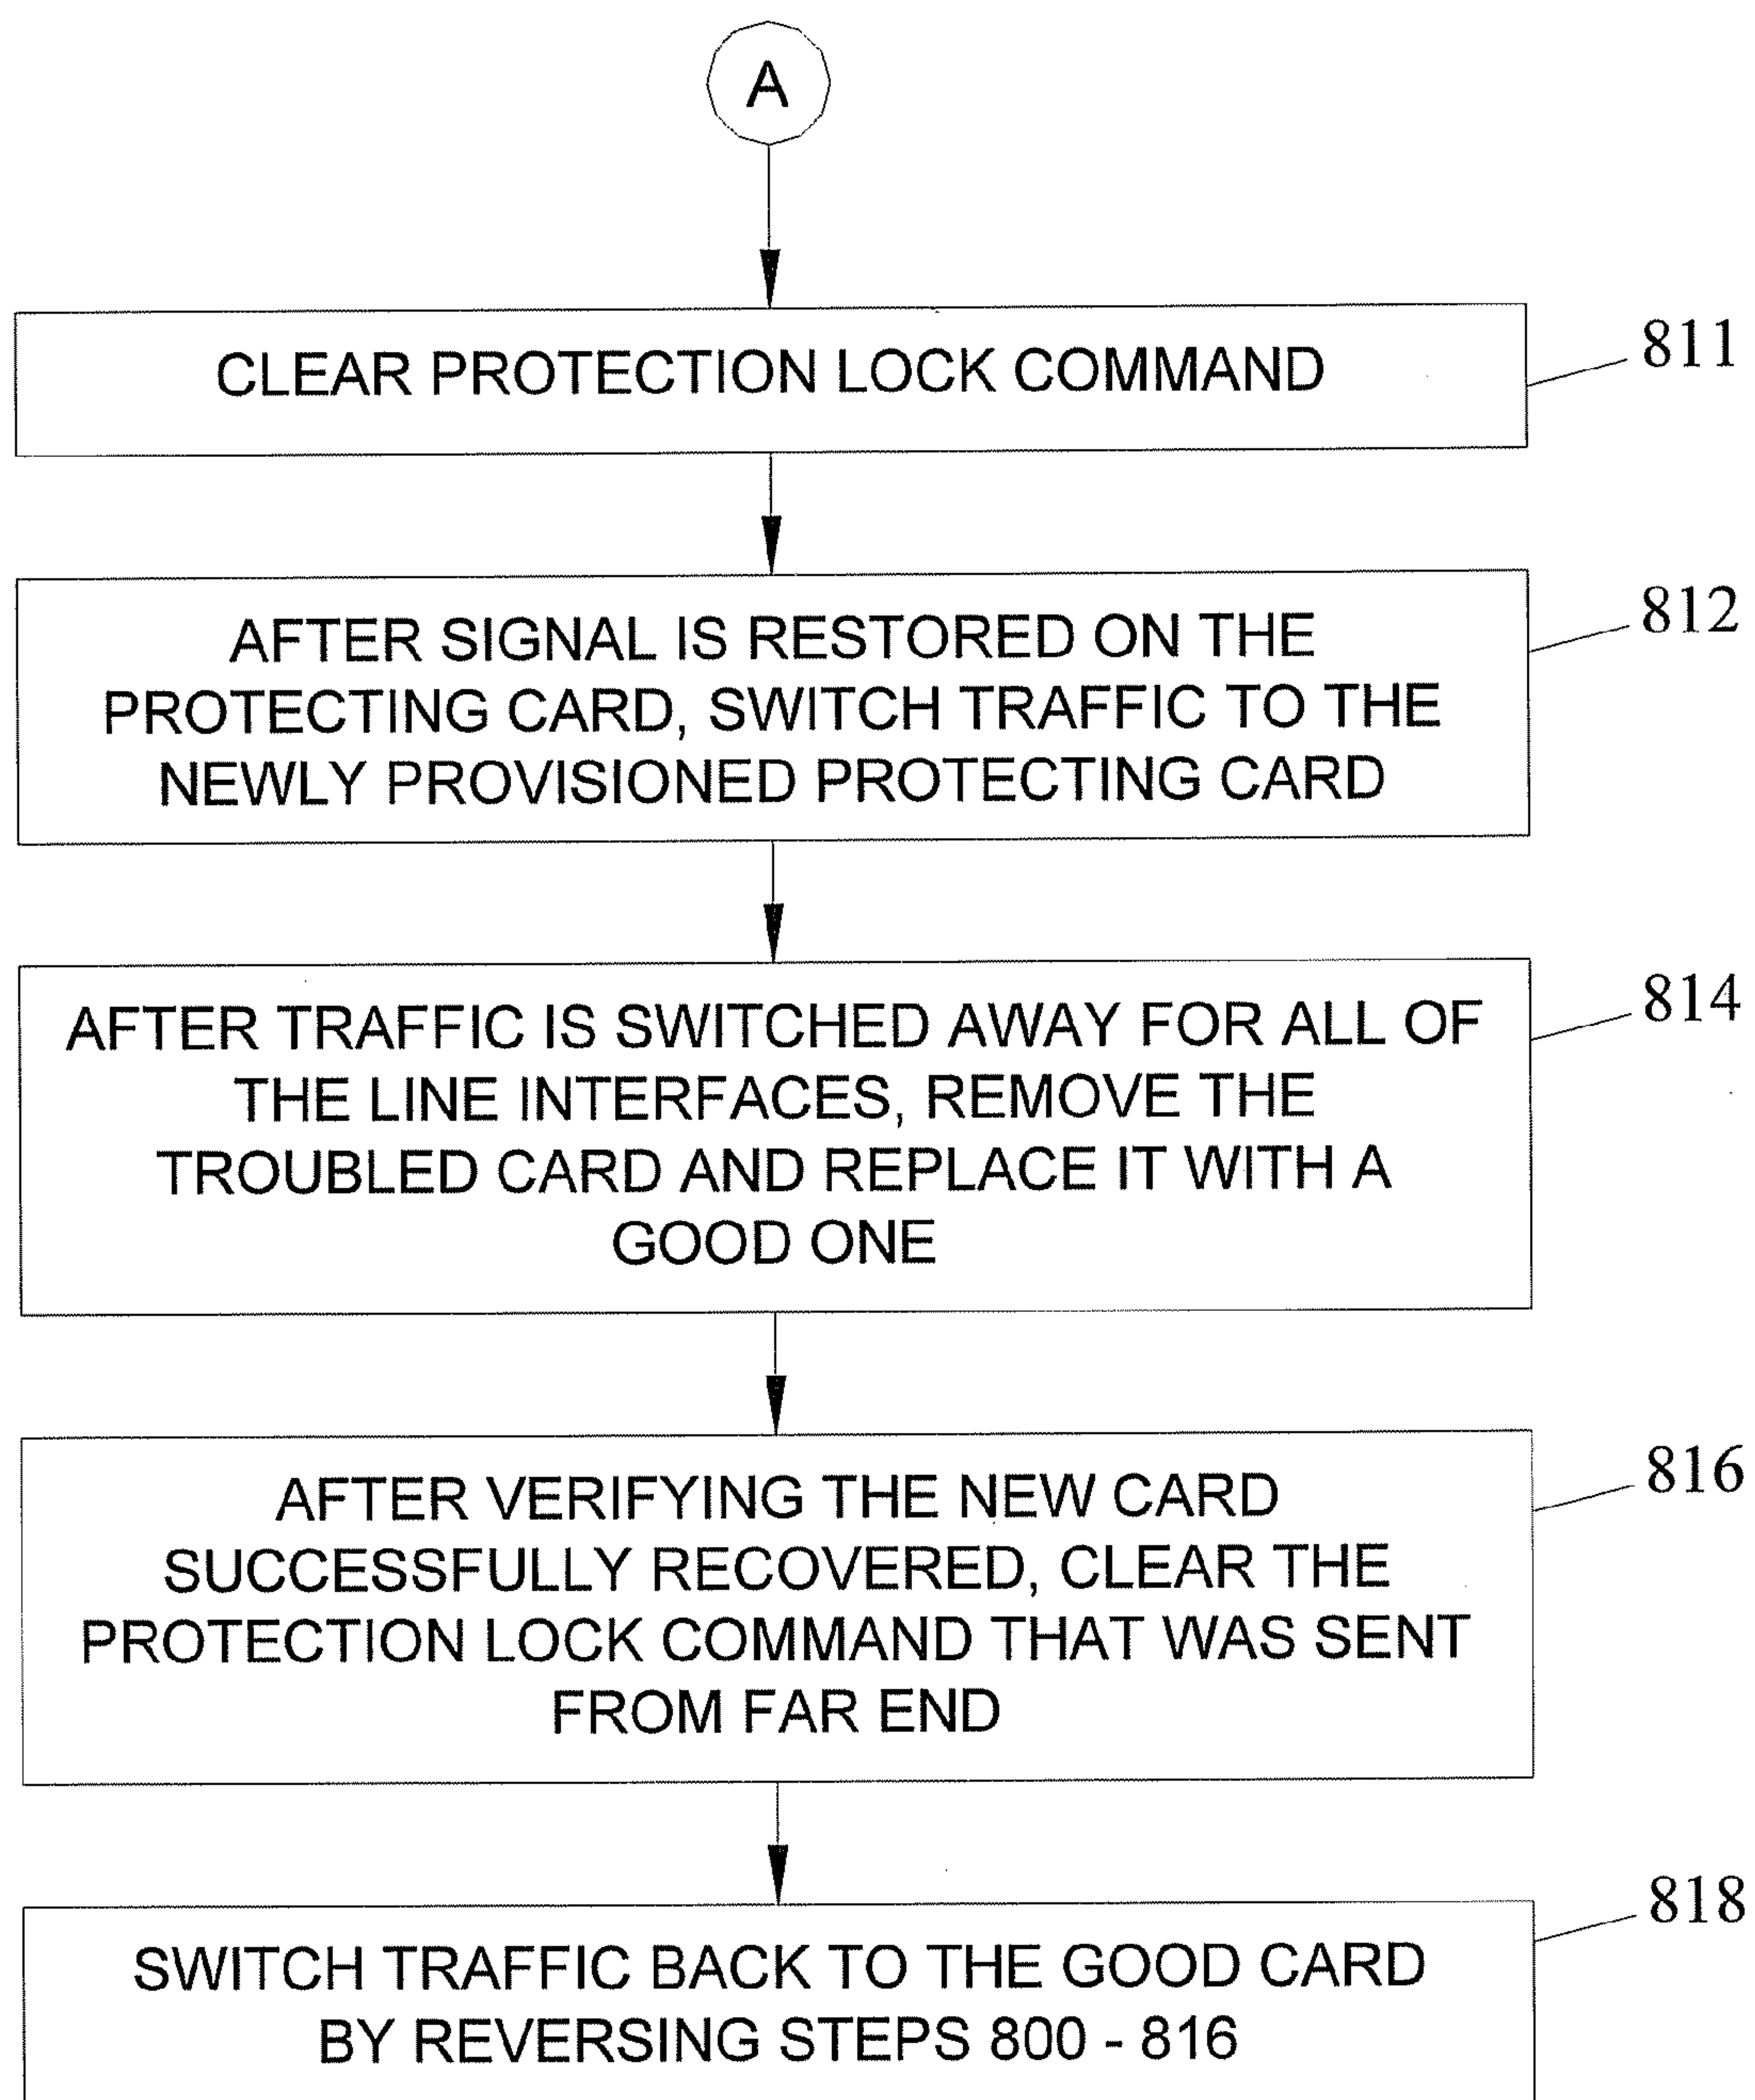 A
CLEAR PROTECTION LOCK COMMAND
811
AFTER SIGNAL IS RESTORED ON THE
PROTECTING CARD, SWITCH TRAFFIC TO THE
NEWLY PROVISIONED PROTECTING CARD
812
AFTER TRAFFIC IS SWITCHED AWAY FOR ALL OF
THE LINE INTERFACES, REMOVE THE
TROUBLED CARD AND REPLACE IT WITH A
GOOD ONE
814
AFTER VERIFYING THE NEW CARD
SUCCESSFULLY RECOVERED, CLEAR THE
PROTECTION LOCK COMMAND THAT WAS SENT
FROM FAR END
816
SWITCH TRAFFIC BACK TO THE GOOD CARD
BY REVERSING STEPS 800 - 816
818